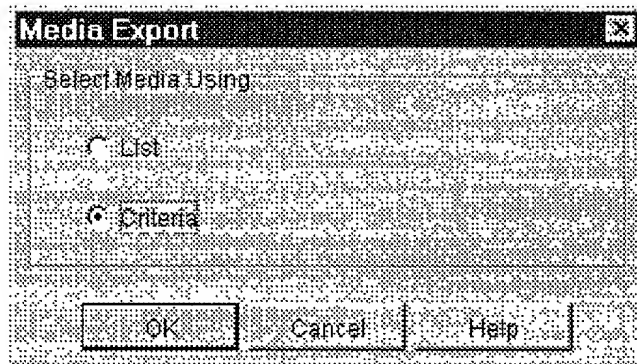 Media Export
Select Media Using
List
Criteria
OK Cancel Help